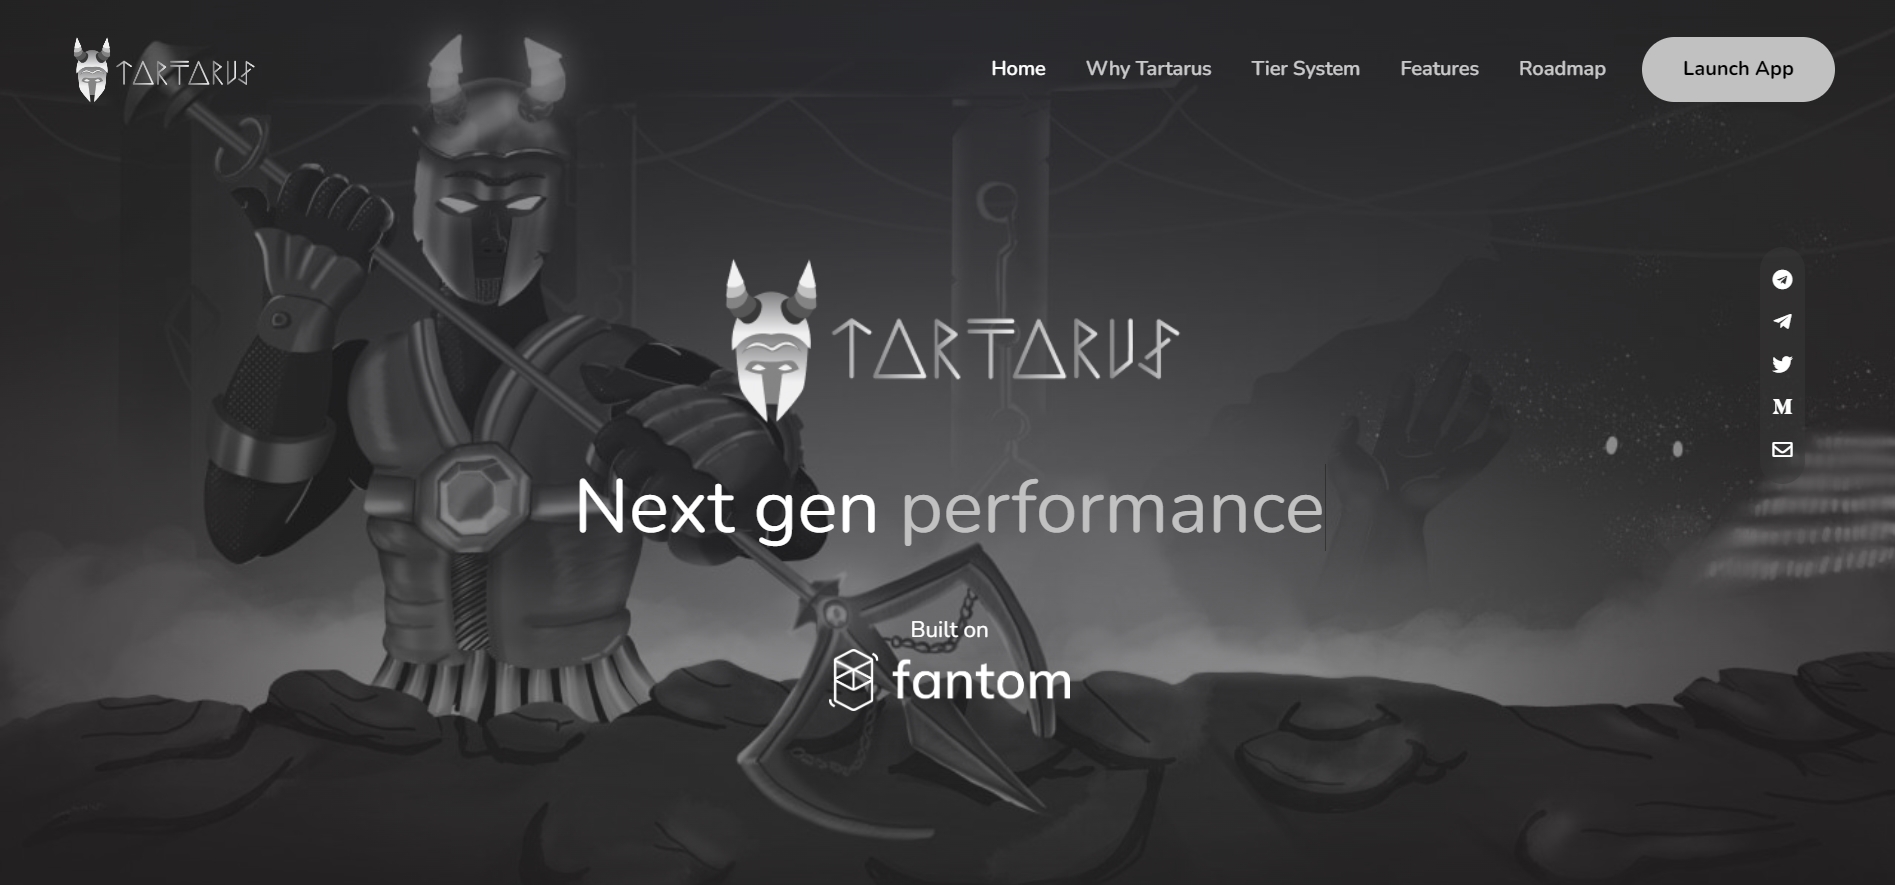 TARTARUS
Home
Why Tartarus
Tier System
Features
Roadmap
Launch App
TARTARUS
Next gen performance
Built on
fantom